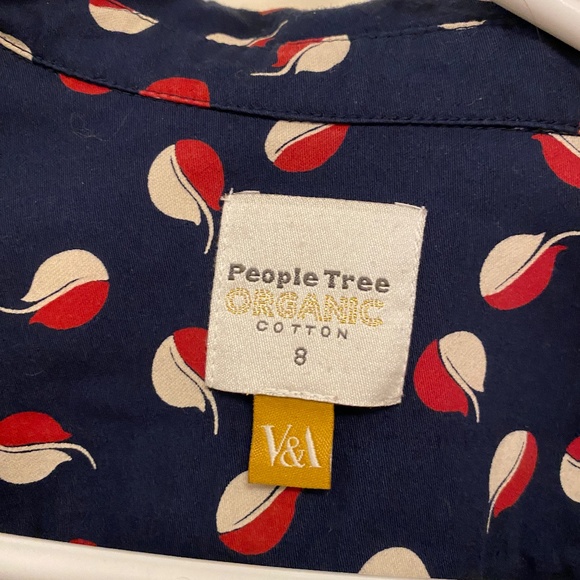 People Tree
ORGANIC
COTTON
8
V&A